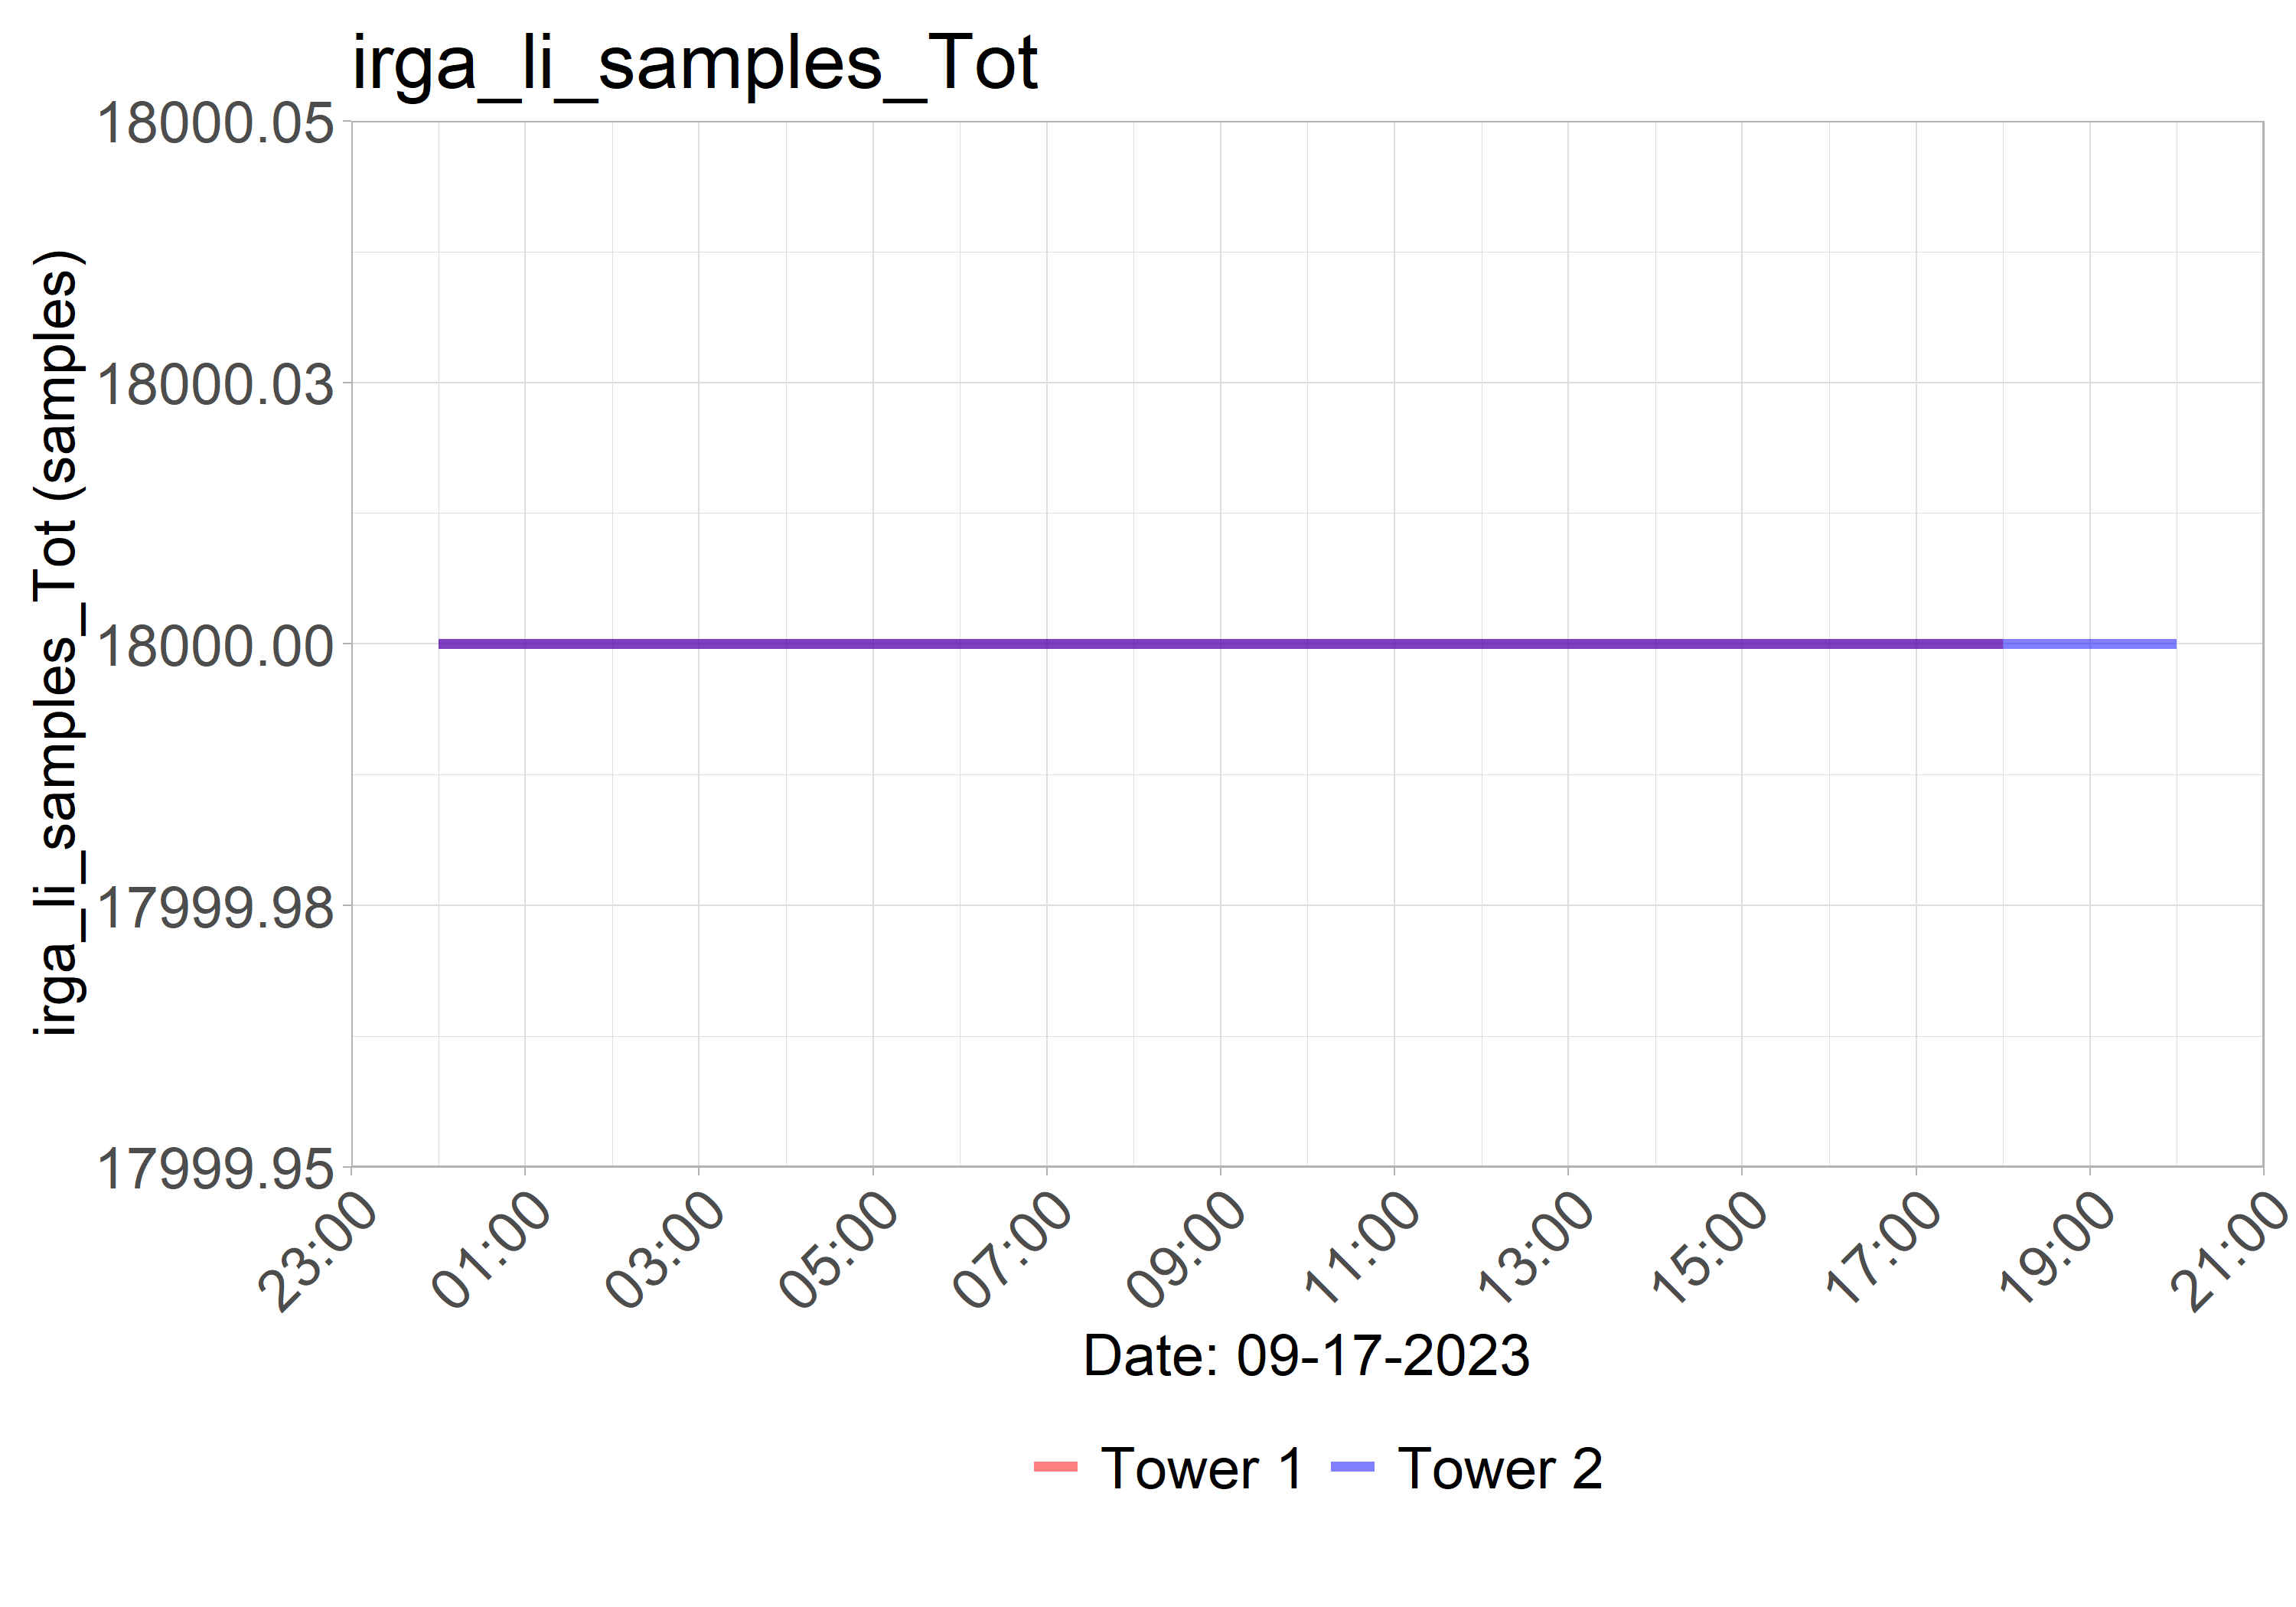 irga_li_samples_Tot
irga_li_samples_Tot (samples)
18000.05
18000.03
18000.00
17999.98
17999.95
23:00 01:00 03:00 05:00 07:00 09:00 11:00 13:00 15:00 17:00 19:00 21:00
Date: 09-17-2023
Tower 1 Tower 2